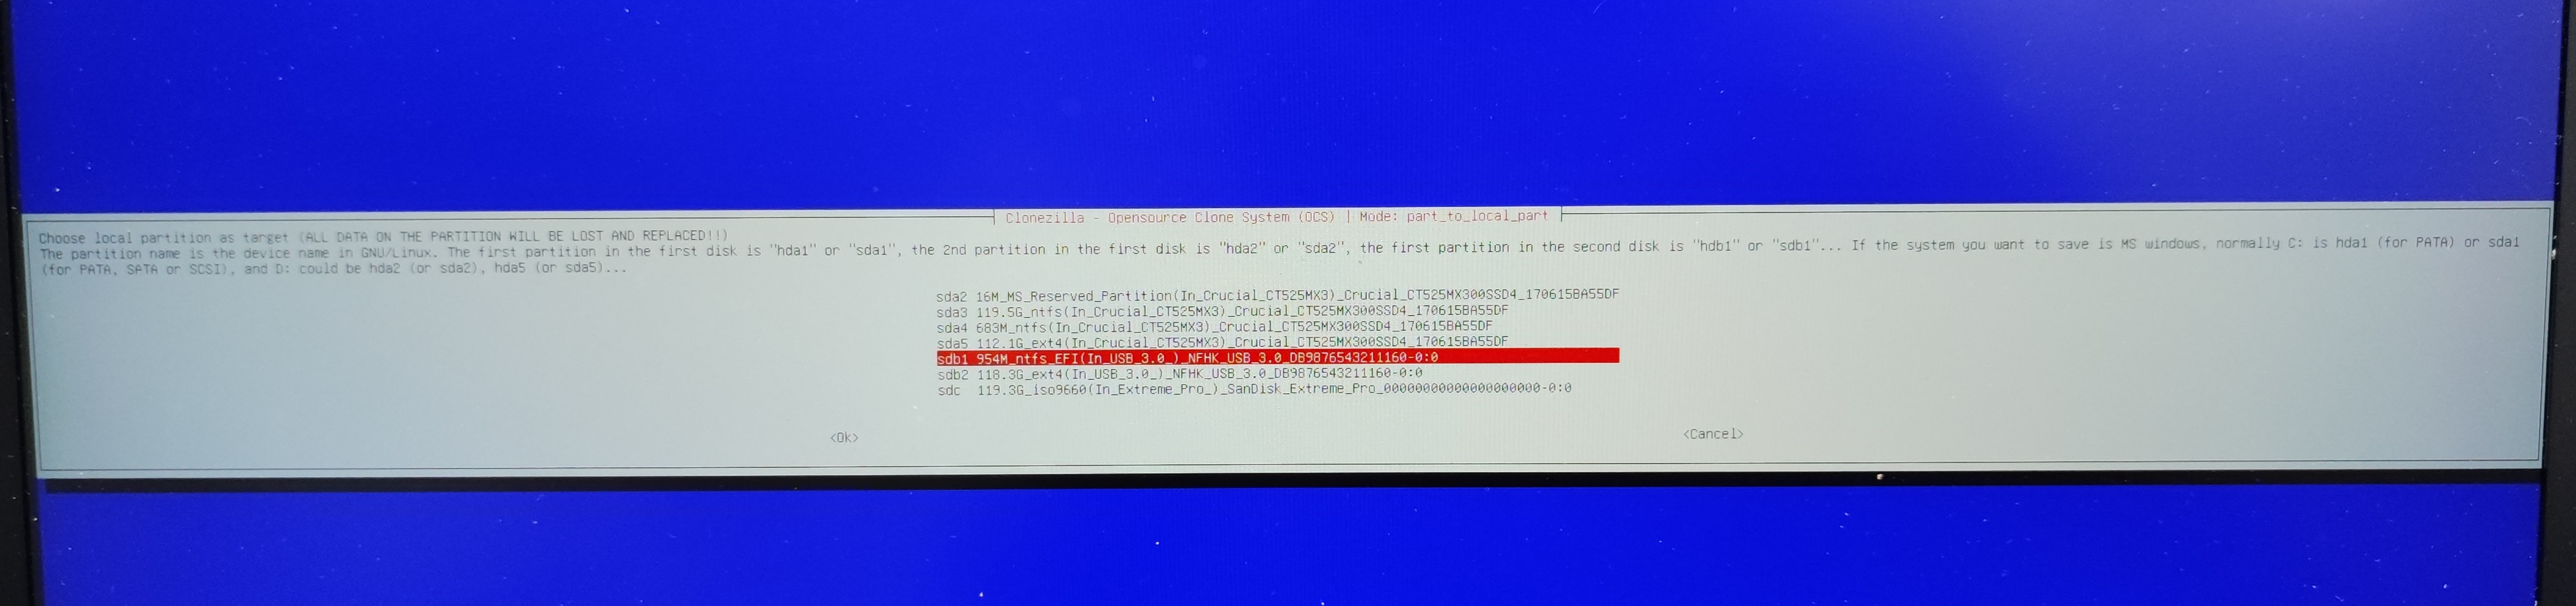 Clonezilla - Opensource Clone System (OCS) | Mode: part_to_local_part
Choose local partition as target (ALL DATA ON THE PARTITION WILL BE LOST AND REPLACED!!)
The partition name is the device name in GNU/Linux. The first partition in the first disk is "hda1" or "sda1", the 2nd partition in the first disk is "hda2" or "sda2", the first partition in the second disk is "hdb1" or "sdb1"... If the system you want to save is MS windows, normally C: is hda1 (for PATA) or sda1
(for PATA, SATA or SCSI), and D: could be hda2 (or sda2), hda5 (or sda5)...
sda2 16M_MS_Reserved_Partition(In_Crucial_CT525MX3)_Crucial_CT525MX300SSD4_170615BA55DF
sda3 119.5G_ntfs(In_Crucial_CT525MX3)_Crucial_CT525MX300SSD4_170615BA55DF
sda4 683M_ntfs(In_Crucial_CT525MX3)_Crucial_CT525MX300SSD4_170615BA55DF
sda5 112.1G_ext4(In_Crucial_CT525MX3)_Crucial_CT525MX300SSD4_170615BA55DF
sdb1 954M_ntfs_EFI(In_USB_3.0_)_NFHK_USB_3.0_DB9876543211160-0:0
sdb2 118.3G_ext4(In_USB_3.0_)_NFHK_USB_3.0_DB9876543211160-0:0
sdc 119.3G_iso9660(In_Extreme_Pro_)_SanDisk_Extreme_Pro_00000000000000000000-0:0
<Ok> <Cancel>